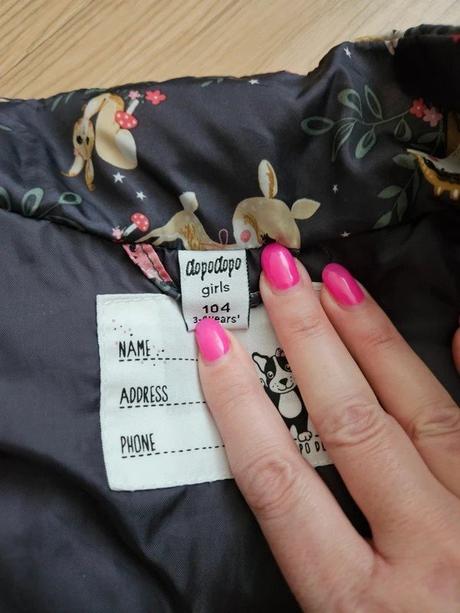 dopodopo
girls
104
NAME
ADDRESS
PHONE